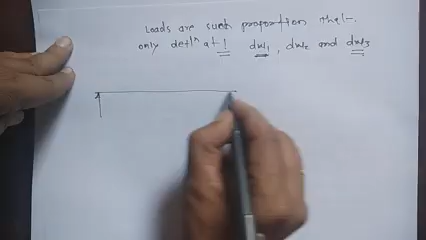 Loads are such proportion that
only defl^n at 1 dw1, dw2 and dw3